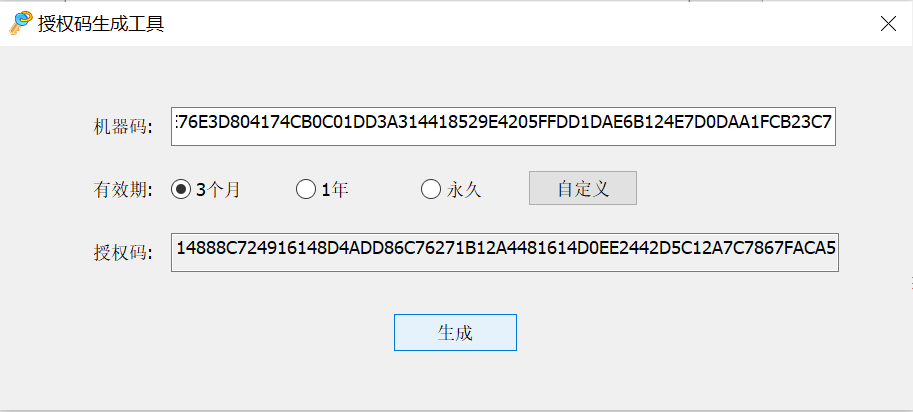 授权码生成工具
机器码: E76E3D804174CB0C01DD3A314418529E4205FFDD1DAE6B124E7D0DAA1FCB23C7
有效期: 3个月 1年 永久 自定义
授权码: 14888C724916148D4ADD86C76271B12A4481614D0EE2442D5C12A7C7867FACA5
生成